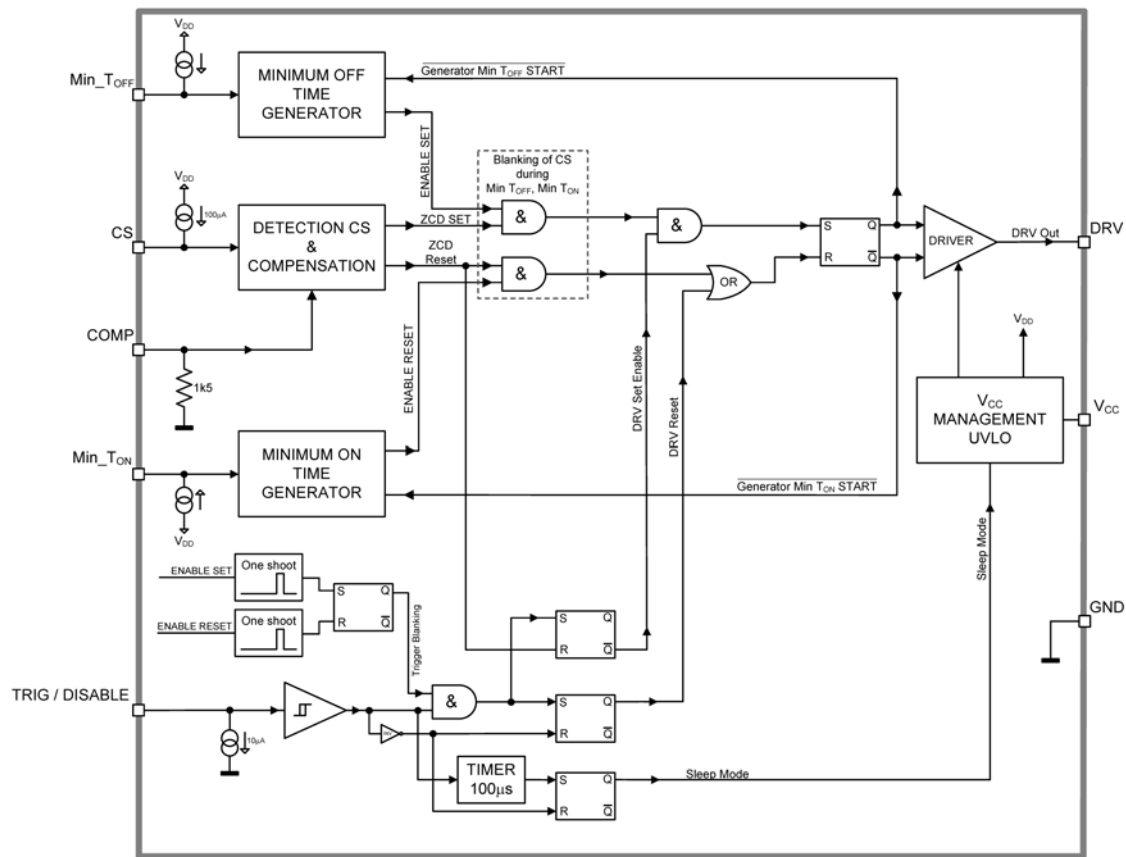 VDD
Min_TOFF
MINIMUM OFF
TIME
GENERATOR
Generator Min TOFF START
ENABLE SET
Blanking of CS
during
Min TOFF, Min TON
VDD
100µA
CS
DETECTION CS
&
COMPENSATION
ZCD SET
ZCD
Reset
&
&
&
OR
S
Q
R
Q
DRIVER
DRV Out
DRV
COMP
1k5
ENABLE RESET
DRV Set Enable
DRV Reset
VDD
VCC
MANAGEMENT
UVLO
VCC
Min_TON
MINIMUM ON
TIME
GENERATOR
Generator Min TON START
VDD
Sleep Mode
ENABLE SET
One shoot
ENABLE RESET
One shoot
S
Q
R
Q
Trigger Blanking
S
Q
R
Q
GND
TRIG / DISABLE
&
10µA
S
Q
R
Q
TIMER
100µs
S
Q
R
Q
Sleep Mode